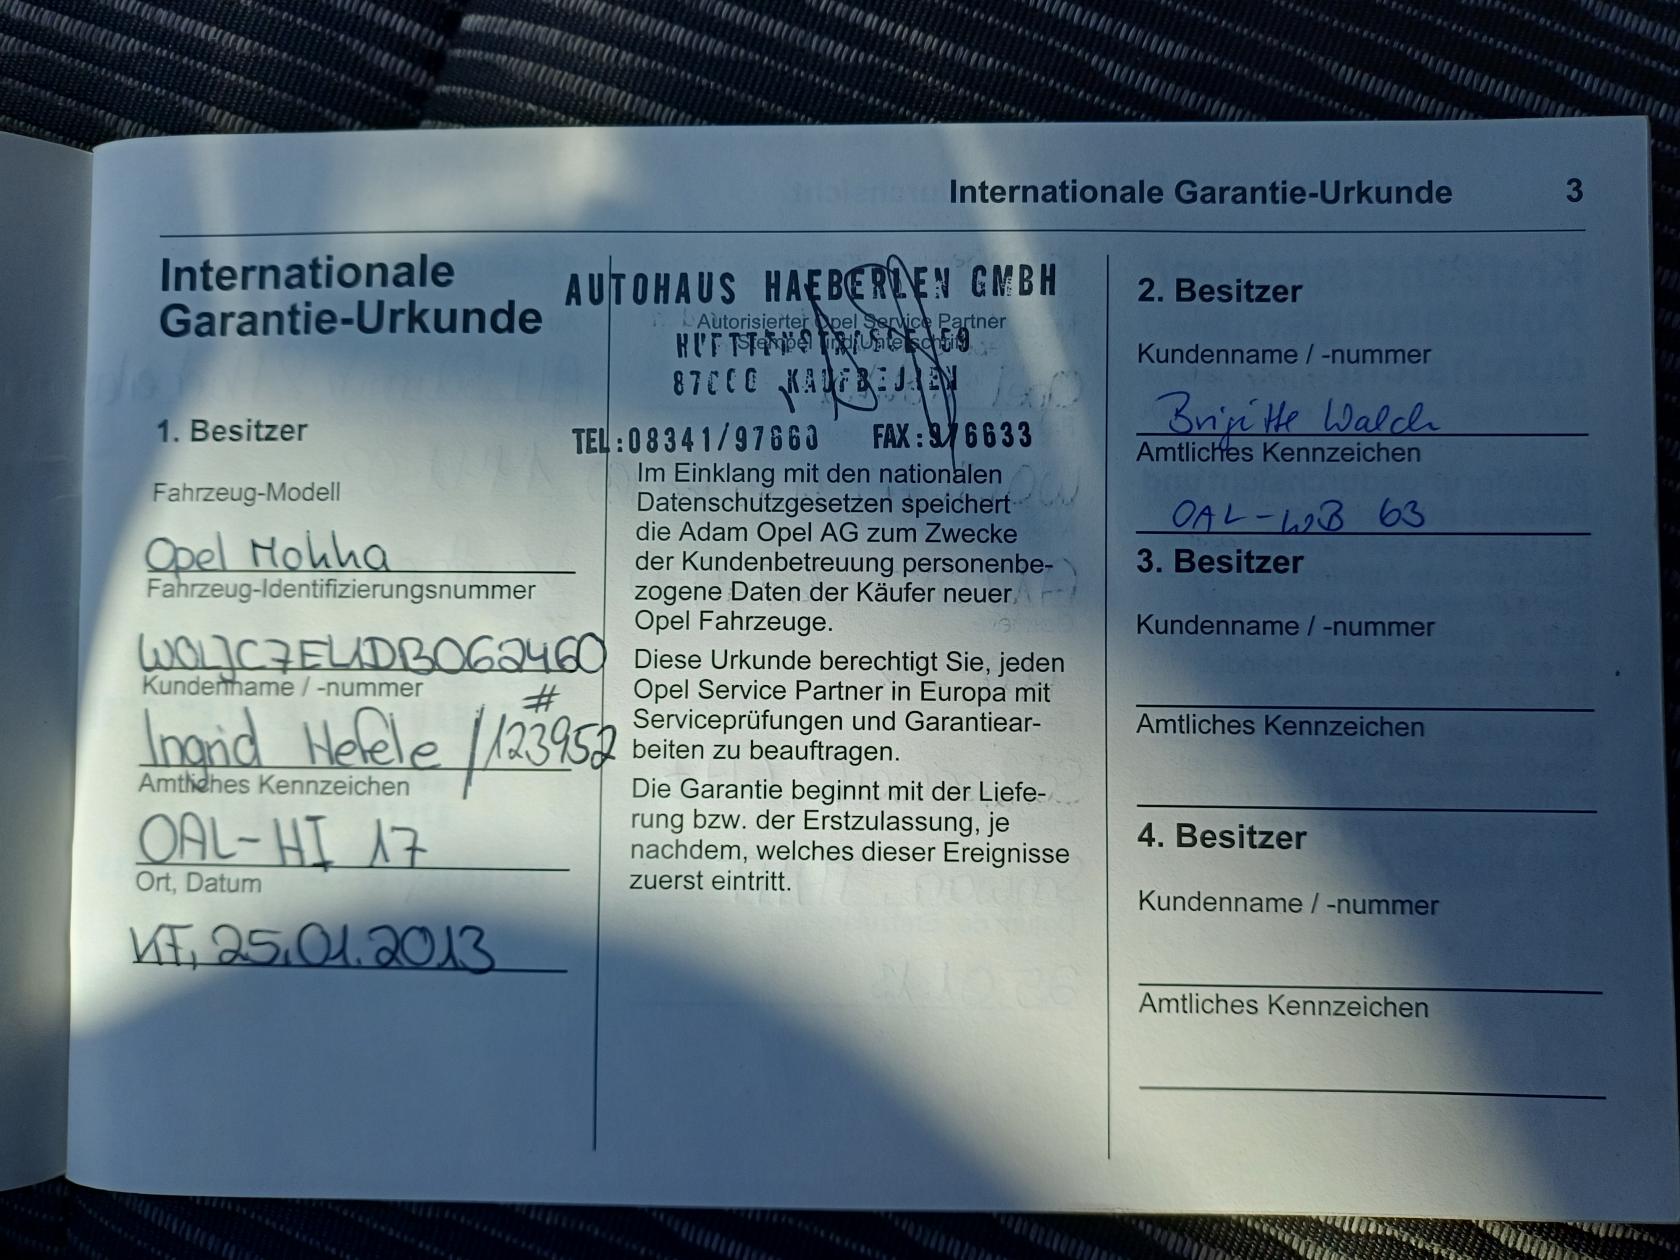 Internationale Garantie-Urkunde 3
Internationale
Garantie-Urkunde
1. Besitzer
Fahrzeug-Modell
Opel Mokka
Fahrzeug-Identifizierungsnummer
W0LJC7EUDB062460
Kundenname / -nummer
#
Ingrid Hefele / 123952
Amtliches Kennzeichen
OAL-HI 17
Ort, Datum
KF, 25.01.2013
AUTOHAUS HAEBERLEN GMBH
Autorisierter Opel Service Partner
Stempel und Unterschrift
KAUFBEUREN
TEL:08341/97660 FAX:976633
Im Einklang mit den nationalen
Datenschutzgesetzen speichert
die Adam Opel AG zum Zwecke
der Kundenbetreuung personenbe-
zogene Daten der Käufer neuer
Opel Fahrzeuge.
Diese Urkunde berechtigt Sie, jeden
Opel Service Partner in Europa mit
Serviceprüfungen und Garantiear-
beiten zu beauftragen.
Die Garantie beginnt mit der Liefe-
rung bzw. der Erstzulassung, je
nachdem, welches dieser Ereignisse
zuerst eintritt.
2. Besitzer
Kundenname / -nummer
Brigitte Walch
Amtliches Kennzeichen
OAL-WB 63
3. Besitzer
Kundenname / -nummer
Amtliches Kennzeichen
4. Besitzer
Kundenname / -nummer
Amtliches Kennzeichen